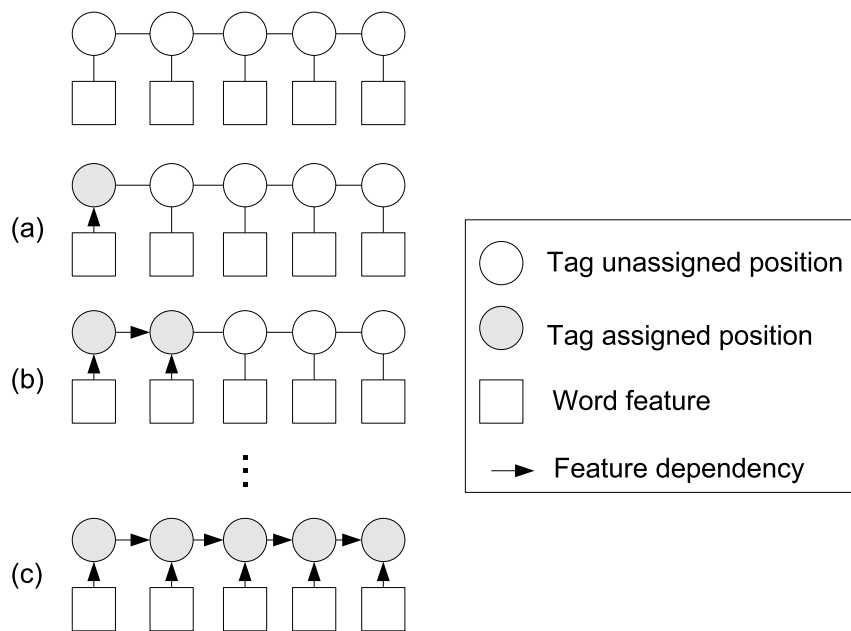 (a)
(b)
(c)
Tag unassigned position
Tag assigned position
Word feature
Feature dependency